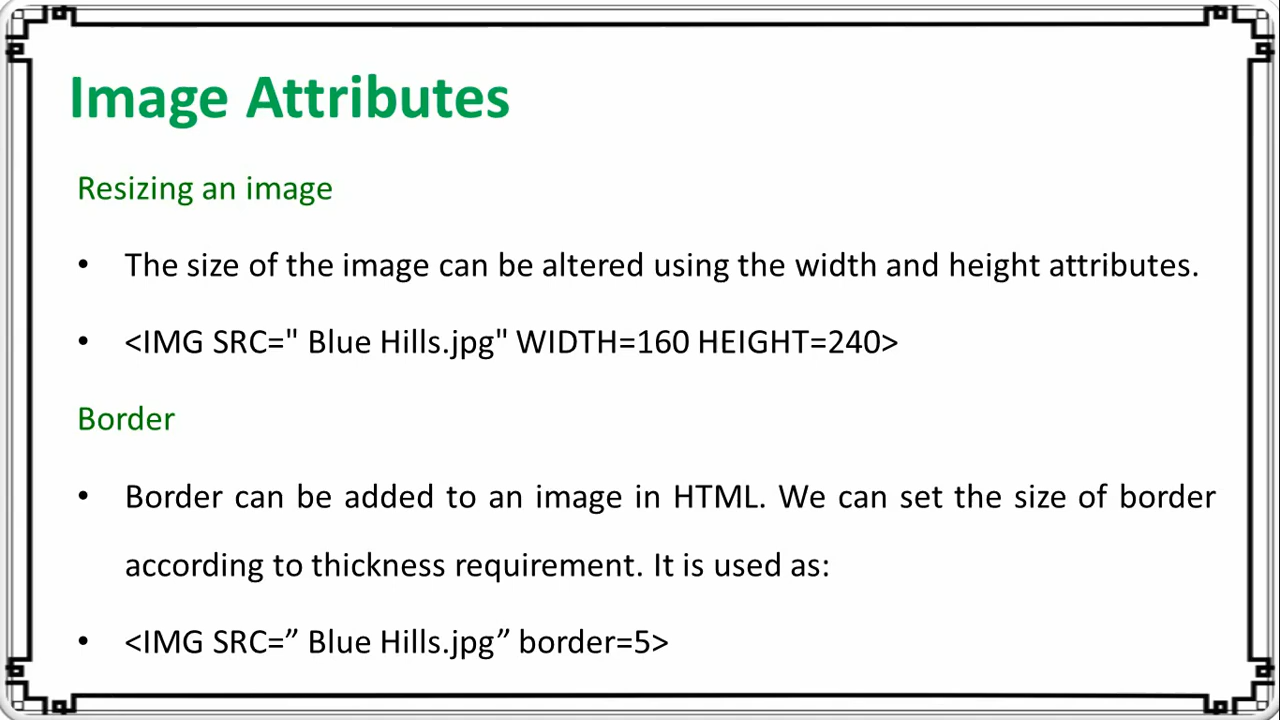 Image Attributes
Resizing an image
• The size of the image can be altered using the width and height attributes.
• <IMG SRC=" Blue Hills.jpg" WIDTH=160 HEIGHT=240>
Border
• Border can be added to an image in HTML. We can set the size of border
according to thickness requirement. It is used as:
• <IMG SRC=” Blue Hills.jpg” border=5>